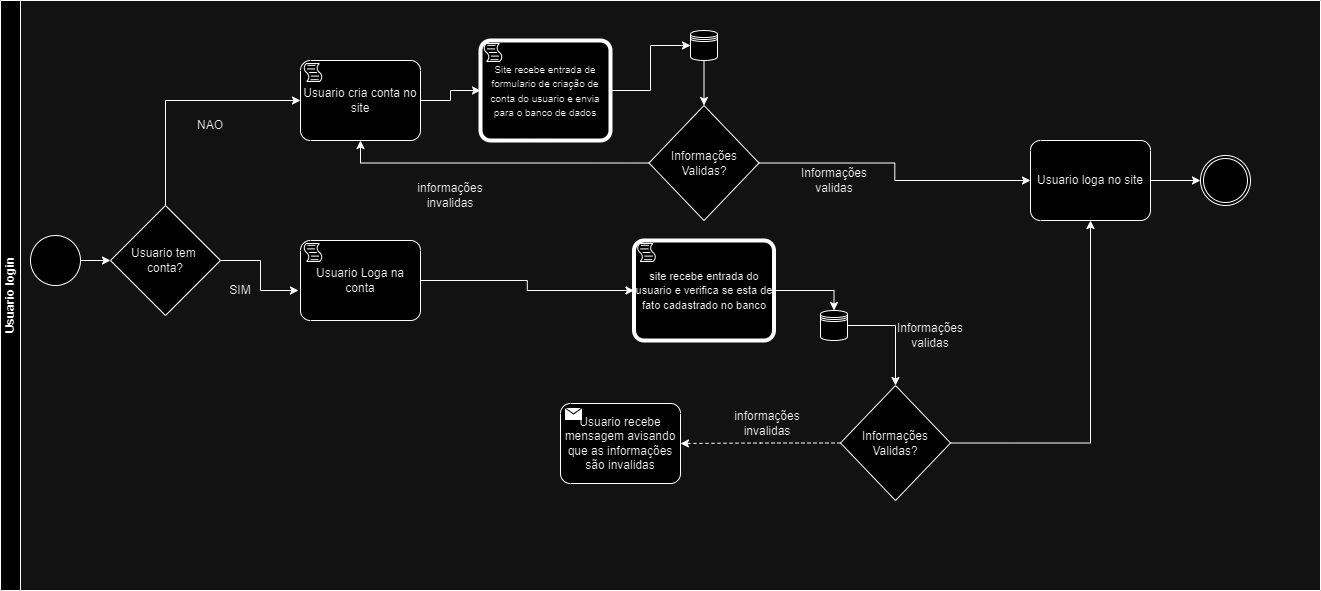 Usuario login
Usuario tem
conta?
NAO
SIM
Usuario cria conta no
site
Site recebe entrada de
formulario de criação de
conta do usuario e envia
para o banco de dados
Informações
Validas?
informações
invalidas
Informações
validas
Usuario loga no site
Usuario Loga na
conta
site recebe entrada do
usuario e verifica se esta de
fato cadastrado no banco
Informações
validas
Informações
Validas?
informações
invalidas
Usuario recebe
mensagem avisando
que as informações
são invalidas